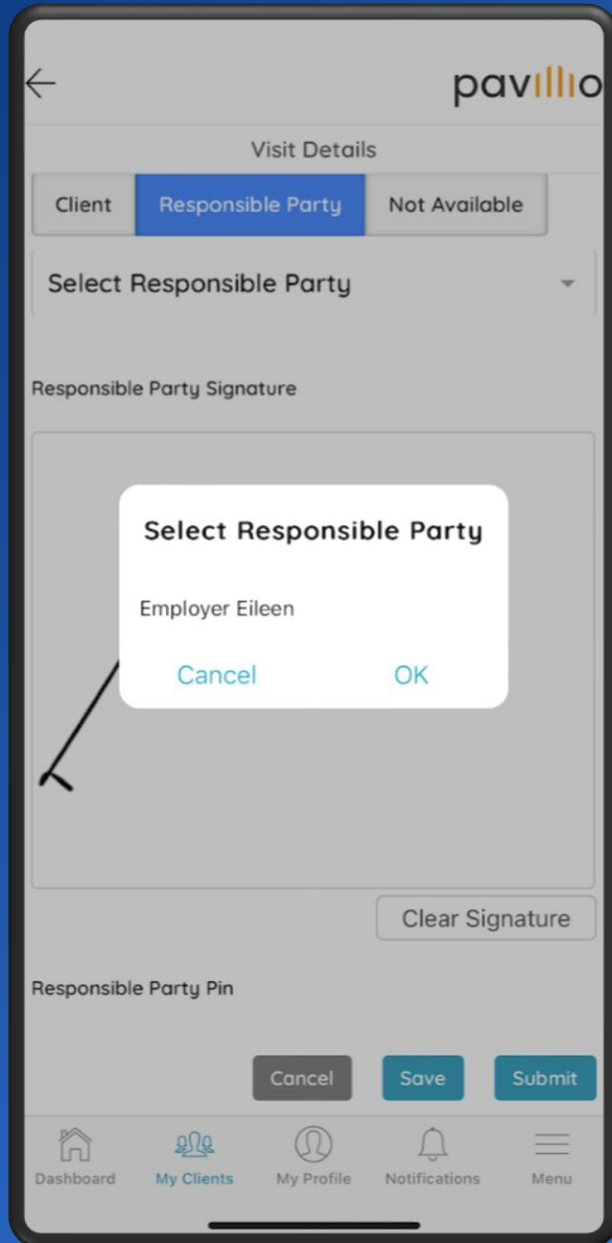 pavillio
Visit Details
Client Responsible Party Not Available
Select Responsible Party
Responsible Party Signature
Select Responsible Party
Employer Eileen
Cancel OK
Clear Signature
Responsible Party Pin
Cancel Save Submit
Dashboard My Clients My Profile Notifications Menu